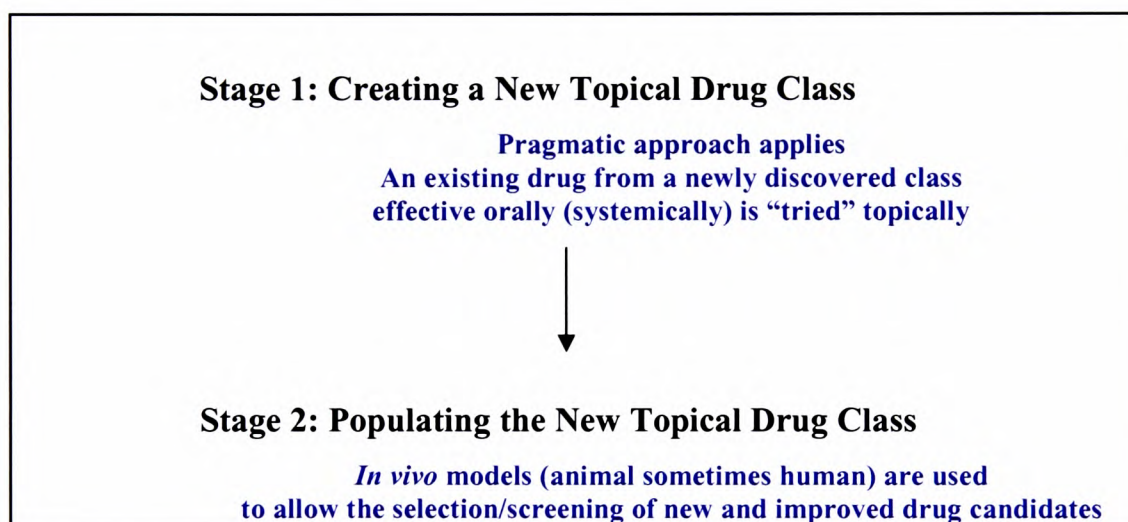 Stage 1: Creating a New Topical Drug Class
Pragmatic approach applies
An existing drug from a newly discovered class
effective orally (systemically) is “tried” topically
Stage 2: Populating the New Topical Drug Class
In vivo models (animal sometimes human) are used
to allow the selection/screening of new and improved drug candidates